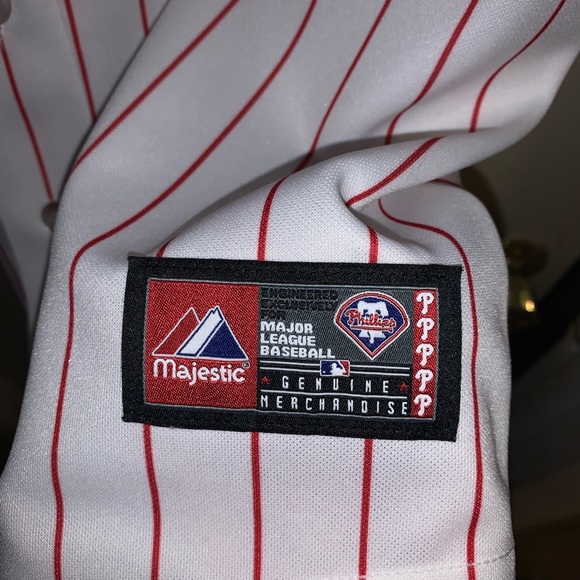 Majestic
ENGINEERED
EXCLUSIVELY
FOR
MAJOR
LEAGUE
BASEBALL
GENUINE
MERCHANDISE
Phillies
P
P
P
P
P